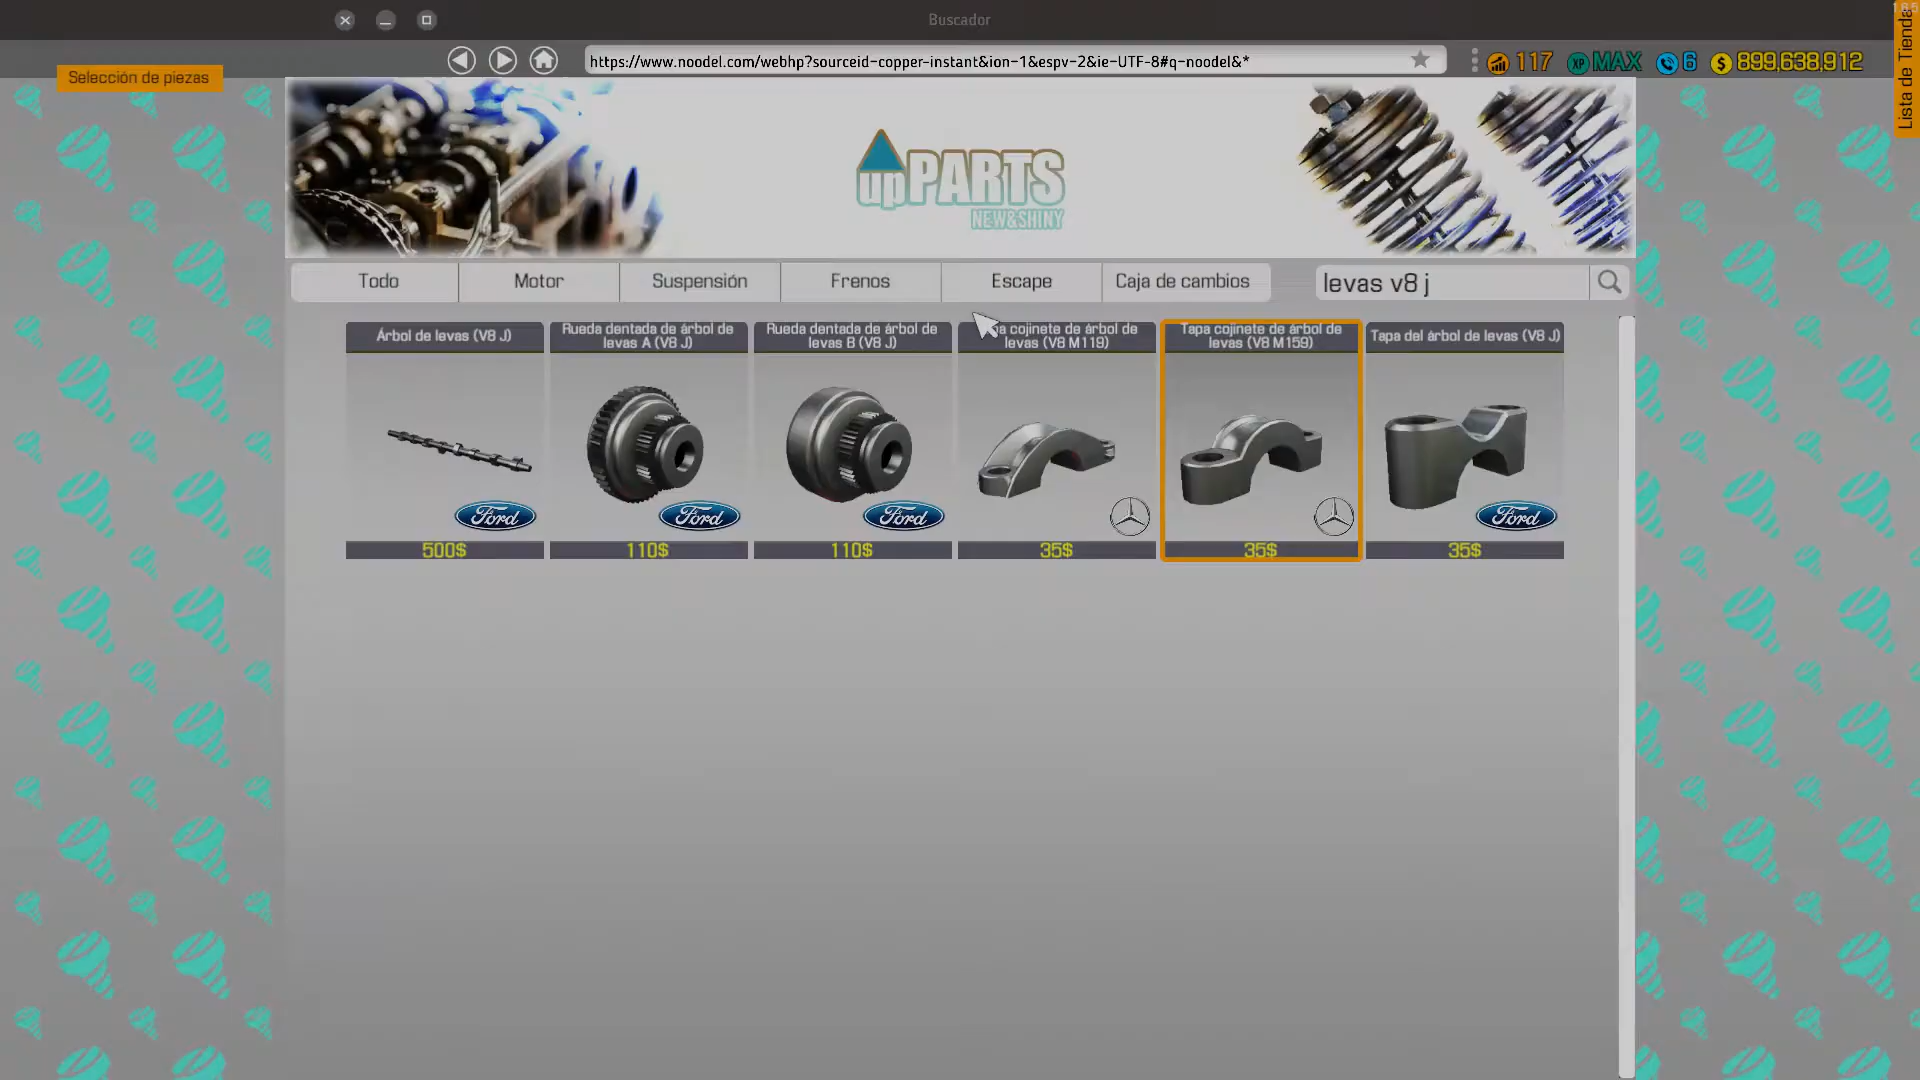 Buscador
https://www.noodel.com/webhp?sourceid-copper-instant&ion-1&espv-2&ie-UTF-8#q-noodel&*
117
XP MAX
6
$ 899,638,912
Lista de Tienda
Selección de piezas
upPARTS
NEW&SHINY
Todo
Motor
Suspensión
Frenos
Escape
Caja de cambios
levas v8 j
Árbol de levas (V8 J)
Ford
500$
Rueda dentada de árbol de
levas A (V8 J)
Ford
110$
Rueda dentada de árbol de
levas B (V8 J)
Ford
110$
cojinete de árbol de
levas (V8 M119)
35$
Tapa cojinete de árbol de
levas (V8 M159)
35$
Tapa del árbol de levas (V8 J)
Ford
35$